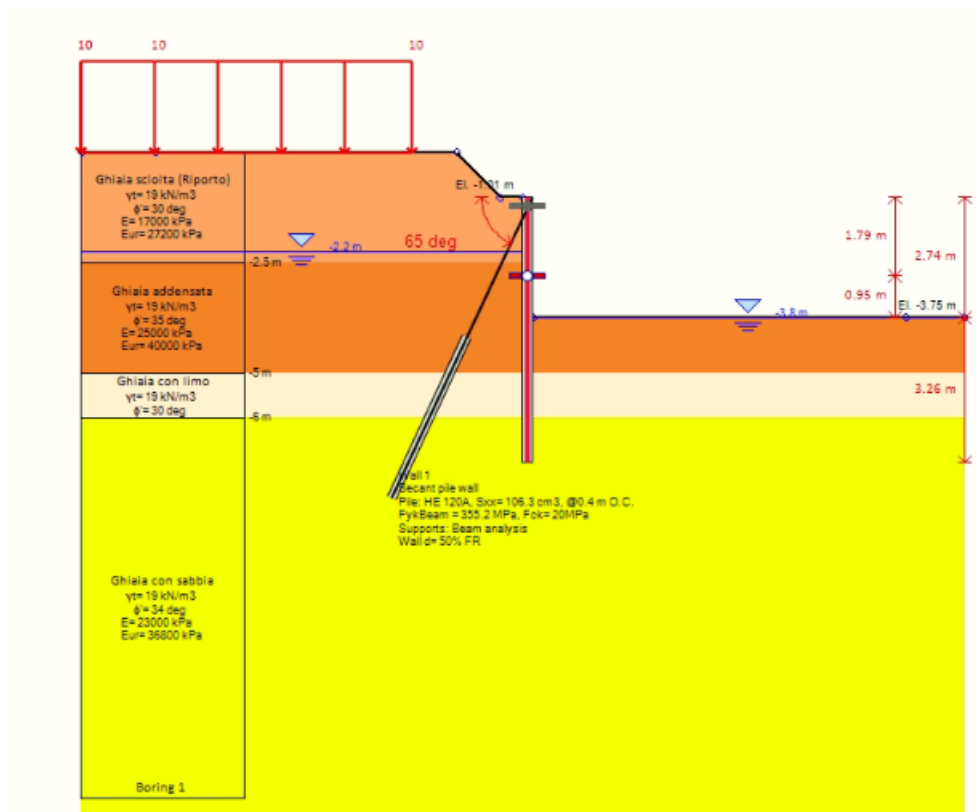 10 10 10
Ghiaia sciolta (Riporto)
γt= 19 kN/m3
ϕ'= 30 deg
E= 17000 kPa
Eur= 27200 kPa
El. -1.01 m
65 deg
-2.2 m
-2.5m
1.79 m
2.74 m
0.95 m
El. -3.75 m
-3.8 m
Ghiaia addensata
γt= 19 kN/m3
ϕ'= 35 deg
E= 25000 kPa
Eur= 40000 kPa
-5 m
Ghiaia con limo
γt= 19 kN/m3
ϕ'= 30 deg
-6 m
3.26 m
Wall 1
Secant pile wall
Pile: HE 120A, Sxx= 106.3 cm3, @0.4 m O.C.
FykBeam = 355.2 MPa, Fck= 20MPa
Supports: Beam analysis
Wall d= 50% FR
Ghiaia con sabbia
γt= 19 kN/m3
ϕ'= 34 deg
E= 23000 kPa
Eur= 36800 kPa
Boring 1